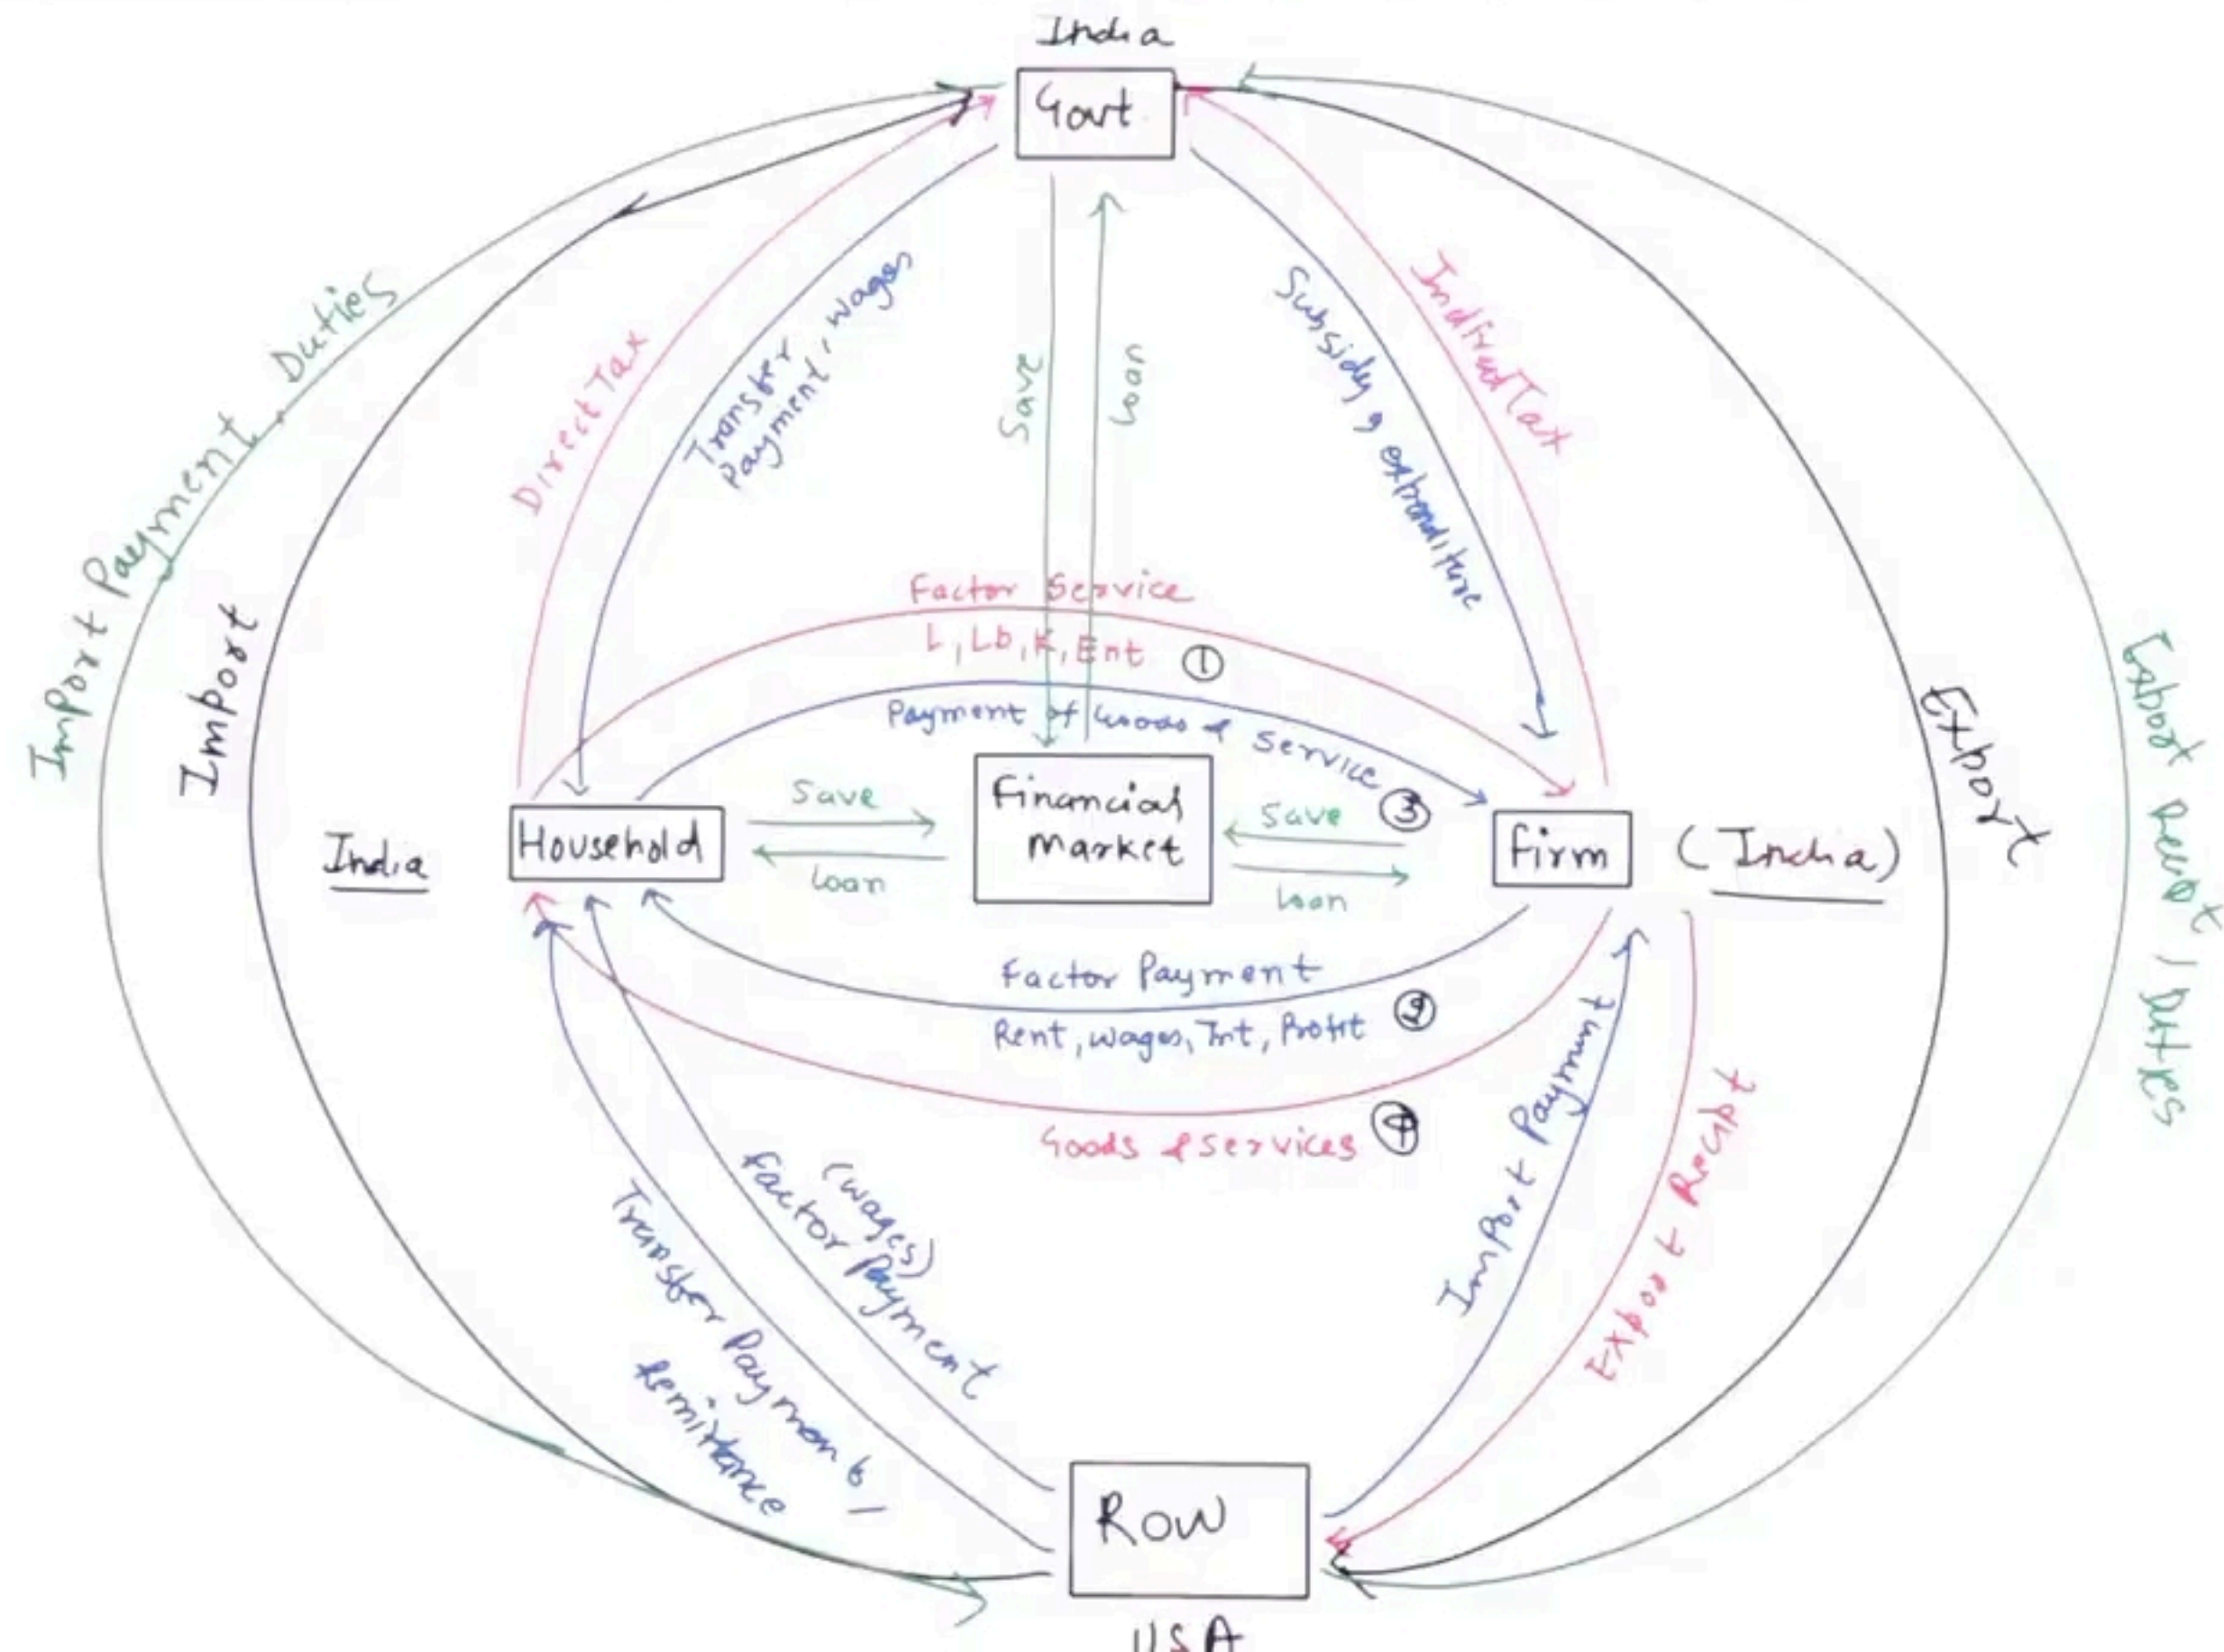 India
Govt.
Import Payment, Duties
Import
Direct Tax
Transfer
Payment, wages
Save
Loan
Subsidy, expenditure
Indirect Tax
Export
Export Receipt / Duties
Factor Service
L, Lb, K, Ent ①
Payment of Goods & Service ③
India
Household
Save
Loan
Financial
Market
Save
Loan
firm
(India)
Factor Payment
Rent, wages, Int, Profit ②
Goods & Services ④
(wages)
Factor Payment
Transfer Payments /
Remittance
Import Payment
Export Receipt
ROW
USA